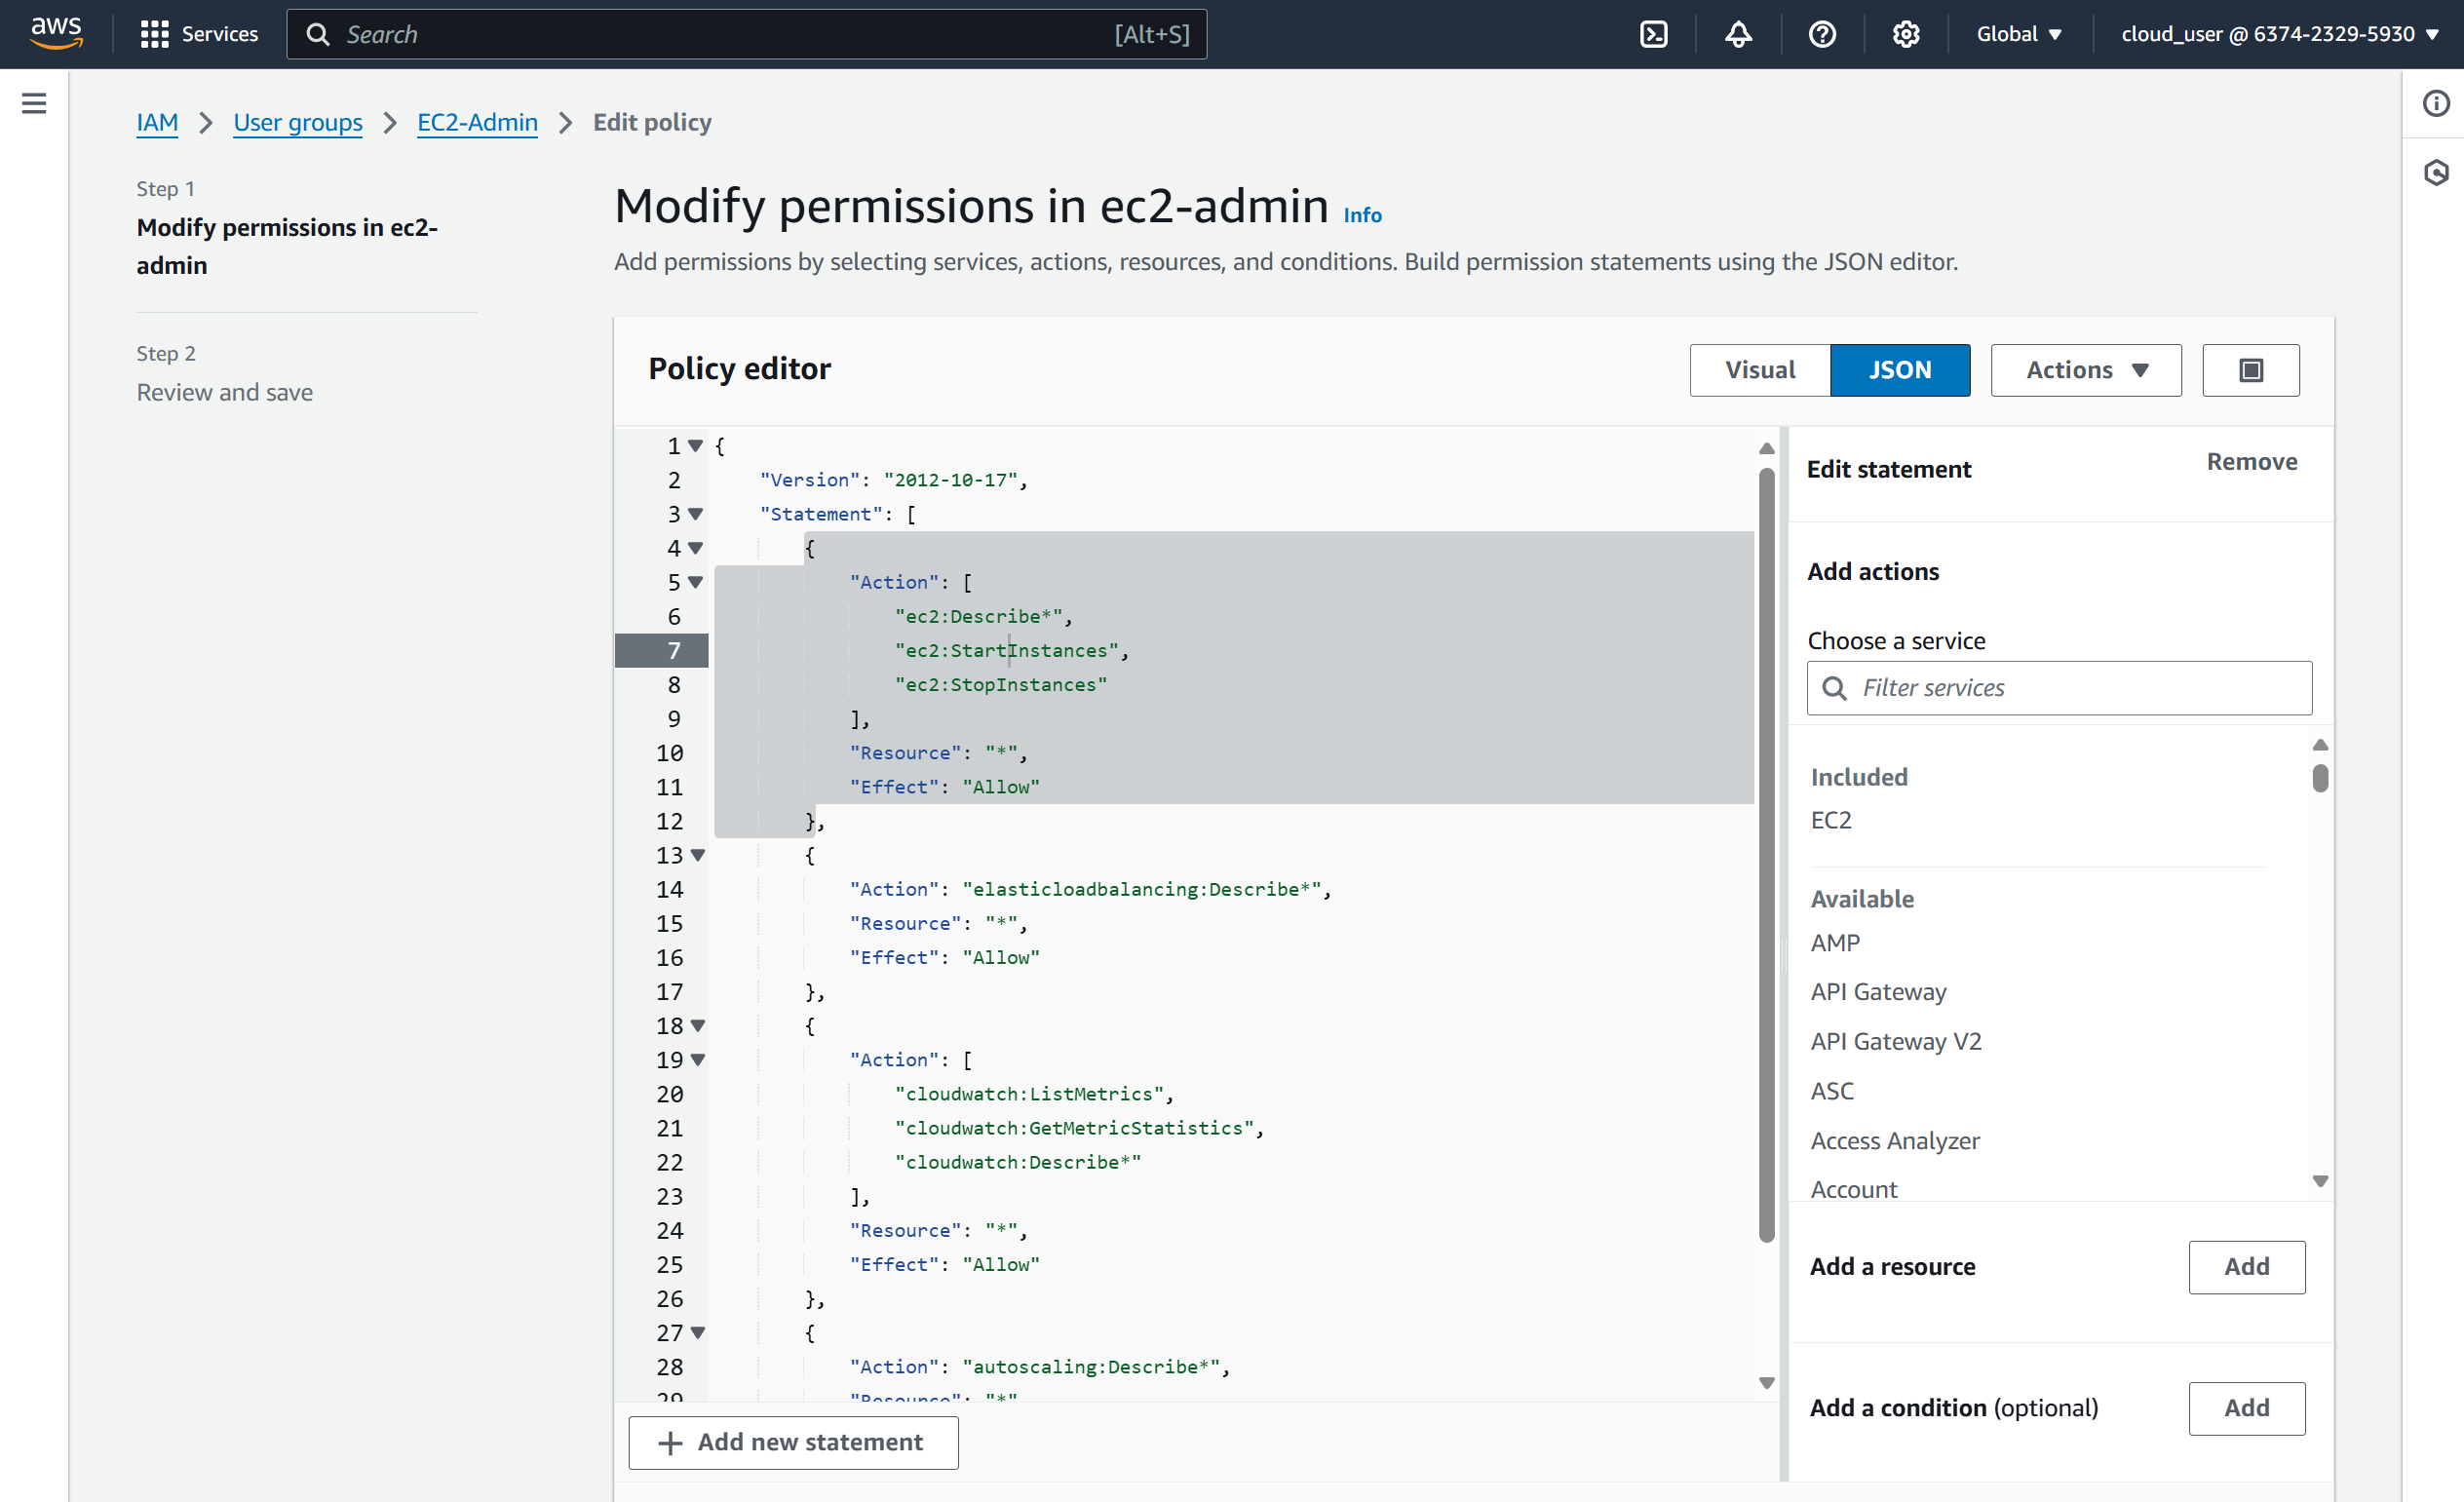 aws
Services
Search [Alt+S]
Global
cloud_user @ 6374-2329-5930
IAM > User groups > EC2-Admin > Edit policy
Step 1
Modify permissions in ec2-
admin
Step 2
Review and save
Modify permissions in ec2-admin Info
Add permissions by selecting services, actions, resources, and conditions. Build permission statements using the JSON editor.
Policy editor
Visual
JSON
Actions
1 {
2 "Version": "2012-10-17",
3 "Statement": [
4 {
5 "Action": [
6 "ec2:Describe*",
7 "ec2:StartInstances",
8 "ec2:StopInstances"
9 ],
10 "Resource": "*",
11 "Effect": "Allow"
12 },
13 {
14 "Action": "elasticloadbalancing:Describe*",
15 "Resource": "*",
16 "Effect": "Allow"
17 },
18 {
19 "Action": [
20 "cloudwatch:ListMetrics",
21 "cloudwatch:GetMetricStatistics",
22 "cloudwatch:Describe*"
23 ],
24 "Resource": "*",
25 "Effect": "Allow"
26 },
27 {
28 "Action": "autoscaling:Describe*",
29 "Resource": "*"
+ Add new statement
Edit statement
Remove
Add actions
Choose a service
Filter services
Included
EC2
Available
AMP
API Gateway
API Gateway V2
ASC
Access Analyzer
Account
Add a resource
Add
Add a condition (optional)
Add